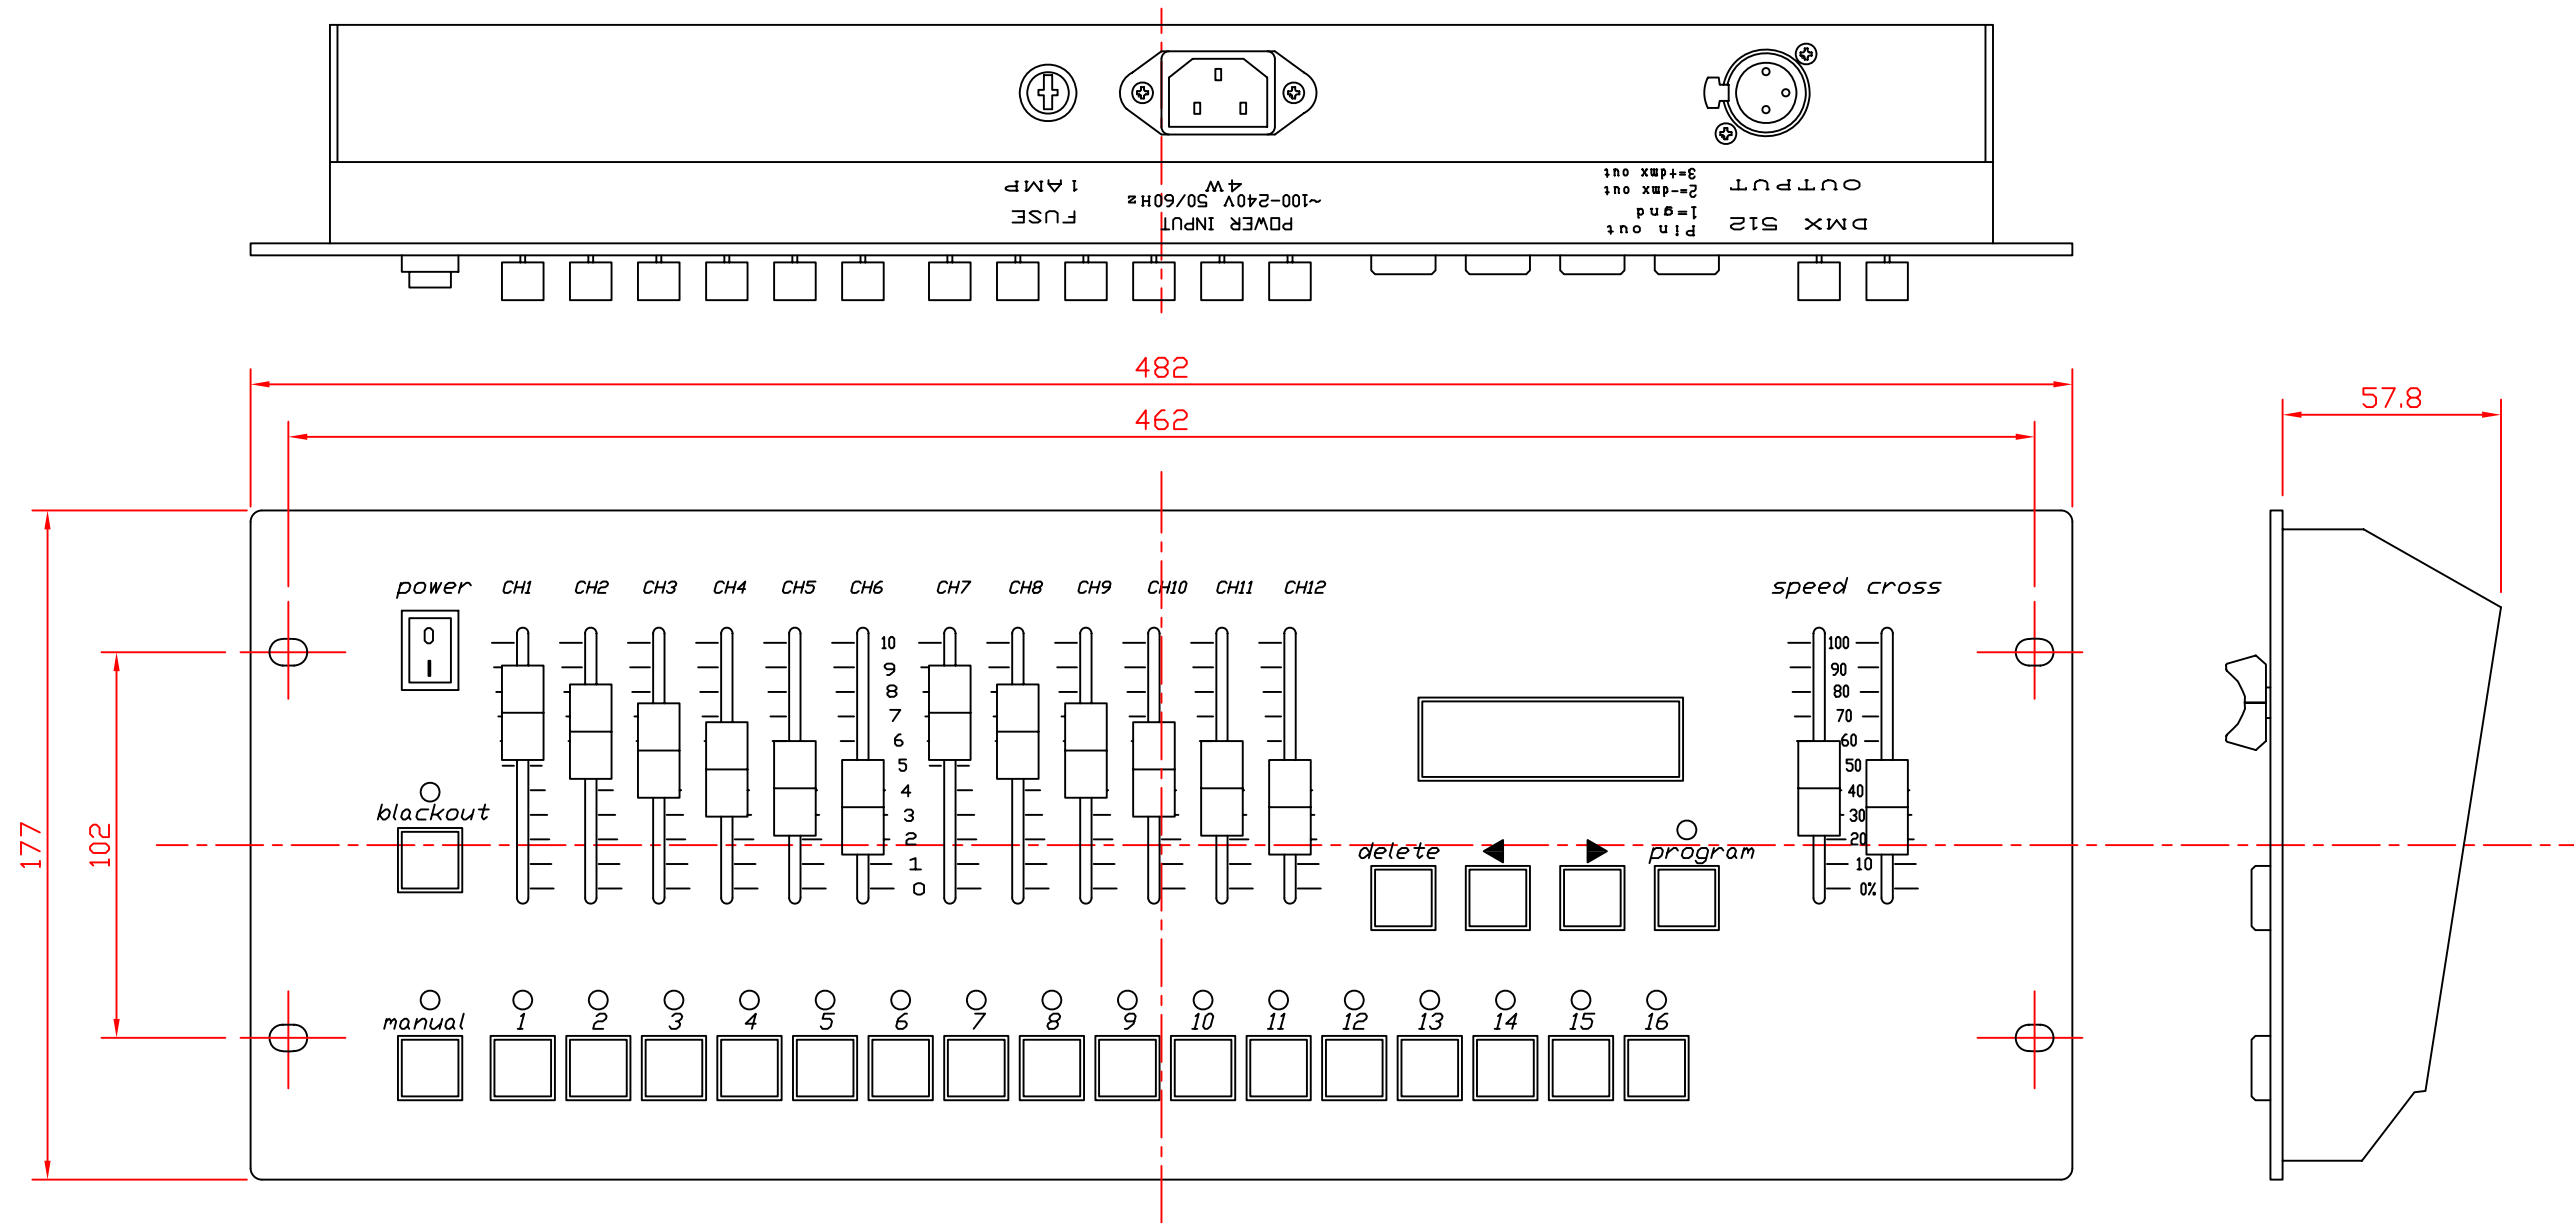 FUSE
1AMP
POWER INPUT
~100-240V 50/60Hz
4W
Pin out
1=gnd
2=-dmx out
3=+dmx out
DMX 512
OUTPUT
482
462
57.8
177
102
power CH1 CH2 CH3 CH4 CH5 CH6 CH7 CH8 CH9 CH10 CH11 CH12 speed cross
O
I
10
9
8
7
6
5
4
3
2
1
0
100
90
80
70
60
50
40
30
20
10
0%
blackout
delete program
manual 1 2 3 4 5 6 7 8 9 10 11 12 13 14 15 16